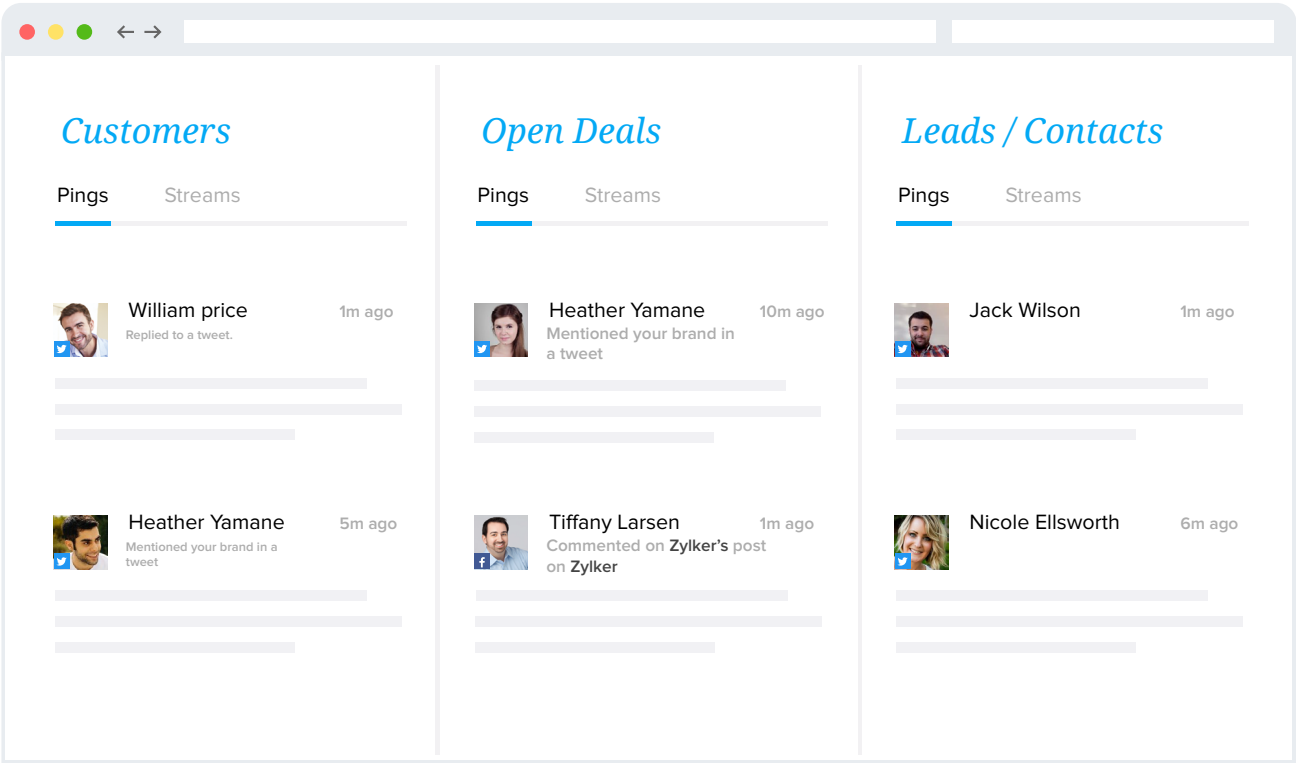 Customers
Pings Streams
William price 1m ago
Replied to a tweet.
Heather Yamane 5m ago
Mentioned your brand in a
tweet
Open Deals
Pings Streams
Heather Yamane 10m ago
Mentioned your brand in
a tweet
Tiffany Larsen 1m ago
Commented on Zylker’s post
on Zylker
Leads / Contacts
Pings Streams
Jack Wilson 1m ago
Nicole Ellsworth 6m ago